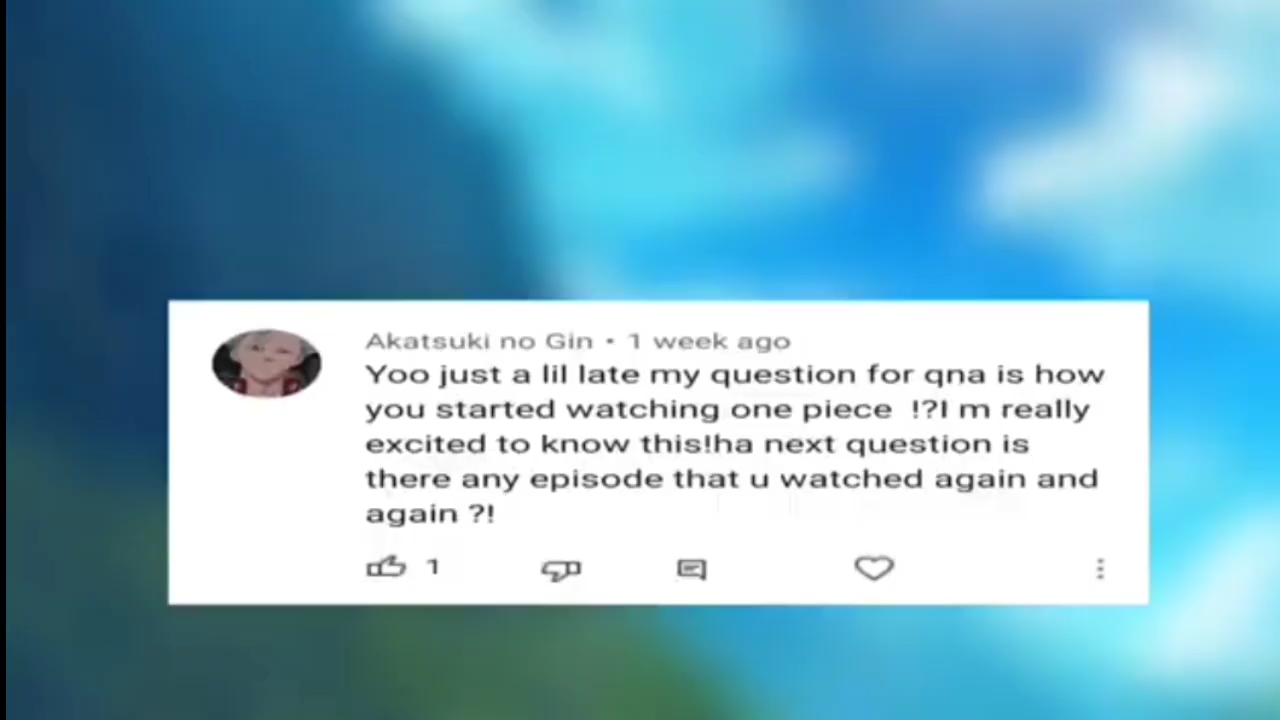 Akatsuki no Gin • 1 week ago
Yoo just a lil late my question for qna is how
you started watching one piece !?I m really
excited to know this!ha next question is
there any episode that u watched again and
again ?!
1